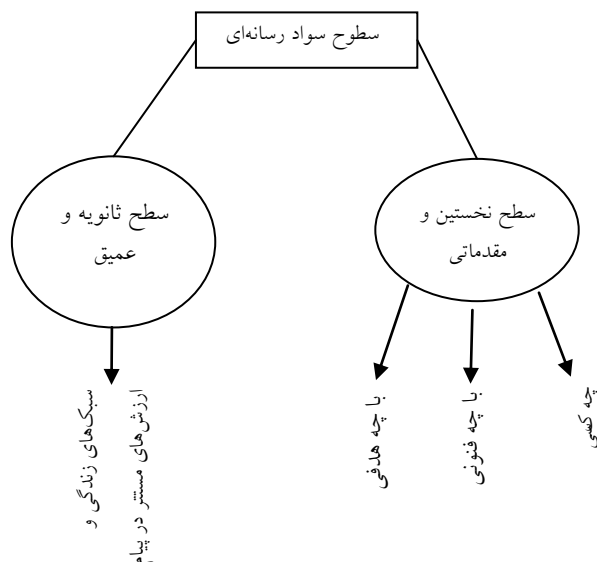 سطوح سواد رسانه‌ای
سطح نخستین و
مقدماتی
سطح ثانویه و
عمیق
چه کسی
با چه فنونی
با چه هدفی
سبک‌های زندگی و
ارزش‌های مستتر در پیام